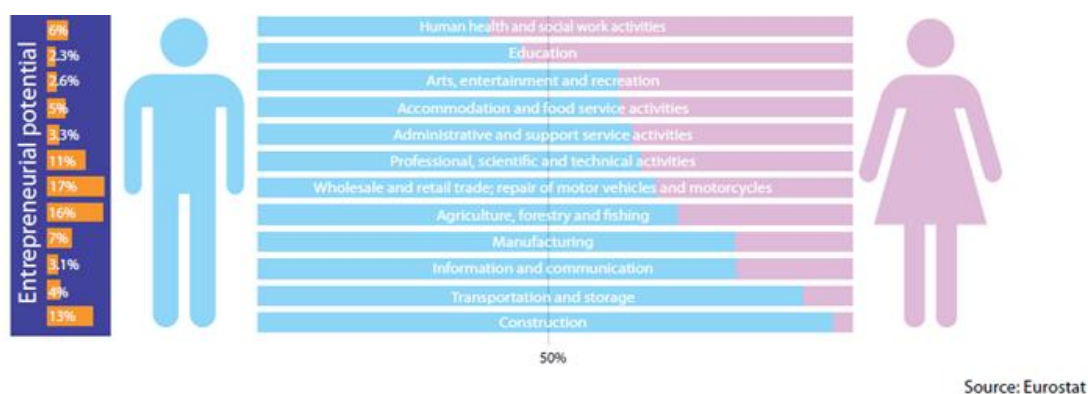 Entrepreneurial potential
6%
2.3%
2.6%
5%
3.3%
11%
17%
16%
7%
3.1%
4%
13%
Human health and social work activities
Education
Arts, entertainment and recreation
Accommodation and food service activities
Administrative and support service activities
Professional, scientific and technical activities
Wholesale and retail trade; repair of motor vehicles and motorcycles
Agriculture, forestry and fishing
Manufacturing
Information and communication
Transportation and storage
Construction
50%
Source: Eurostat